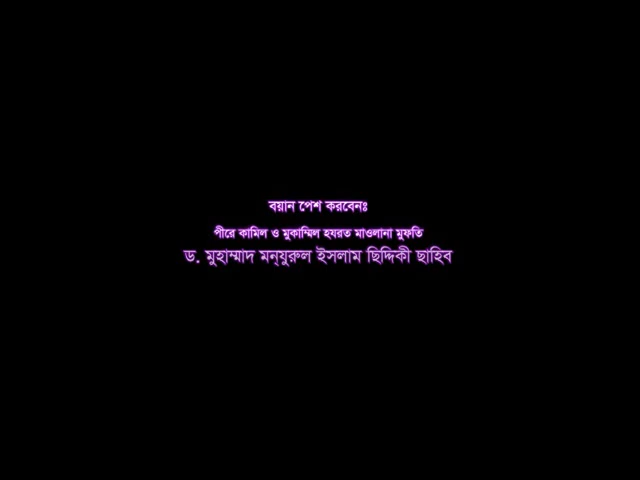 বয়ান পেশ করবেনঃ
পীরে কামিল ও মুকাম্মিল হযরত মাওলানা মুফতি
ড. মুহাম্মাদ মন্‌যুরুল ইসলাম ছিদ্দিকী ছাহিব